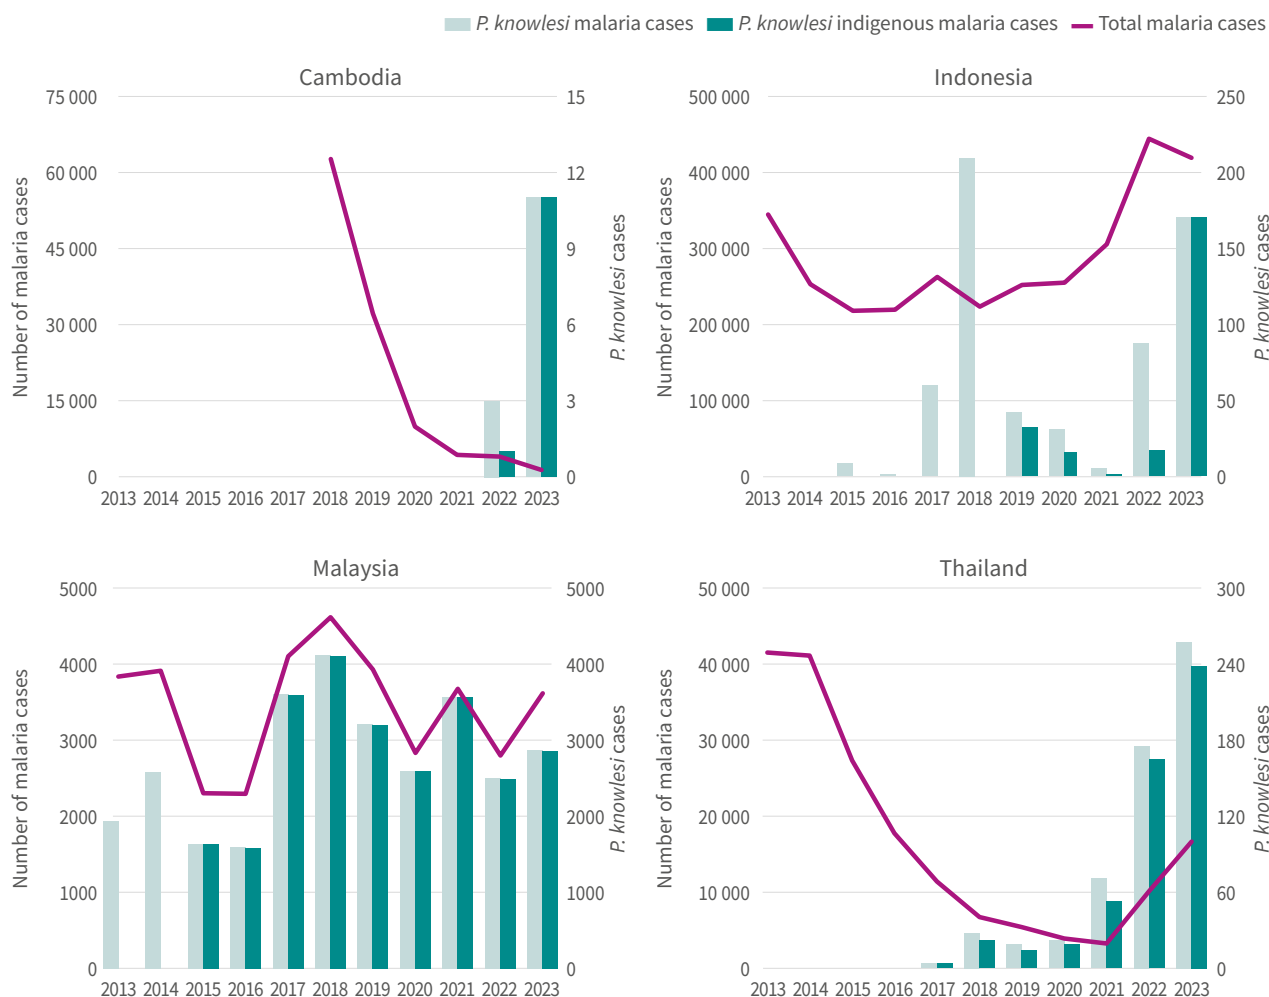 P. knowlesi malaria cases P. knowlesi indigenous malaria cases Total malaria cases
Cambodia
75 000
60 000
45 000
30 000
15 000
0
15
12
9
6
3
0
Number of malaria cases
P. knowlesi cases
2013 2014 2015 2016 2017 2018 2019 2020 2021 2022 2023
Indonesia
500 000
400 000
300 000
200 000
100 000
0
250
200
150
100
50
0
Number of malaria cases
P. knowlesi cases
2013 2014 2015 2016 2017 2018 2019 2020 2021 2022 2023
Malaysia
5000
4000
3000
2000
1000
0
5000
4000
3000
2000
1000
0
Number of malaria cases
P. knowlesi cases
2013 2014 2015 2016 2017 2018 2019 2020 2021 2022 2023
Thailand
50 000
40 000
30 000
20 000
10 000
0
300
240
180
120
60
0
Number of malaria cases
P. knowlesi cases
2013 2014 2015 2016 2017 2018 2019 2020 2021 2022 2023